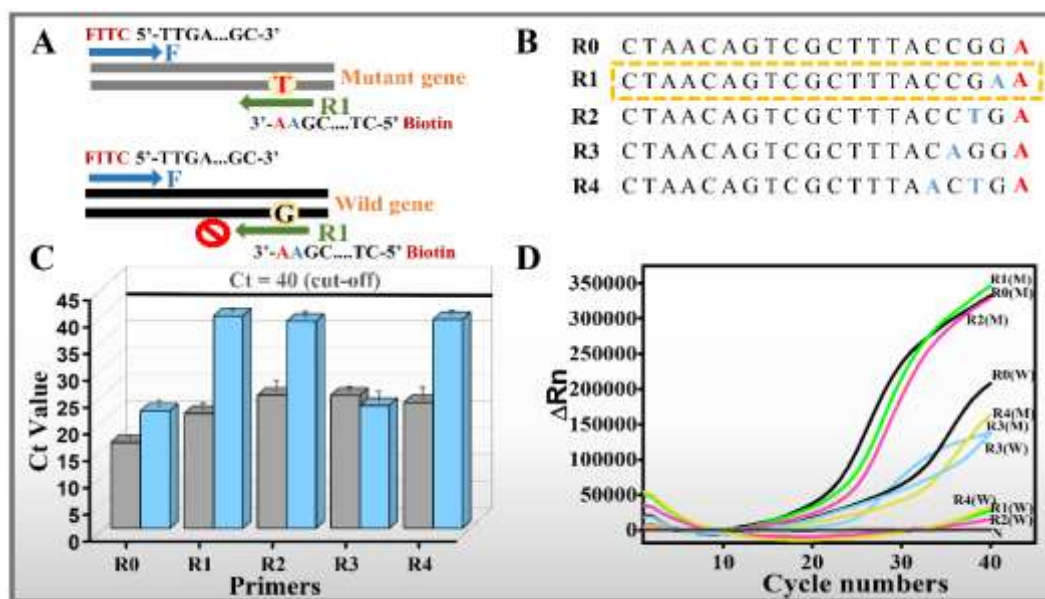 A
FITC 5'-TTGA...GC-3'
F
Mutant gene
T
R1
3'-AAGC....TC-5' Biotin
FITC 5'-TTGA...GC-3'
F
Wild gene
G
R1
3'-AAGC....TC-5' Biotin
B
R0 CTAACAGTCGCTTTACCGGA
R1 CTAACAGTCGCTTTACCGAA
R2 CTAACAGTCGCTTTACCTGA
R3 CTAACAGTCGCTTTACAGGA
R4 CTAACAGTCGCTTTAACTGA
C
Ct = 40 (cut-off)
45
40
35
30
25
20
15
10
5
0
Ct Value
R0 R1 R2 R3 R4
Primers
D
350000
300000
250000
200000
150000
100000
50000
0
ΔRn
R1(M)
R0(M)
R2(M)
R0(W)
R4(M)
R3(M)
R3(W)
R4(W)
R1(W)
R2(W)
N
10 20 30 40
Cycle numbers